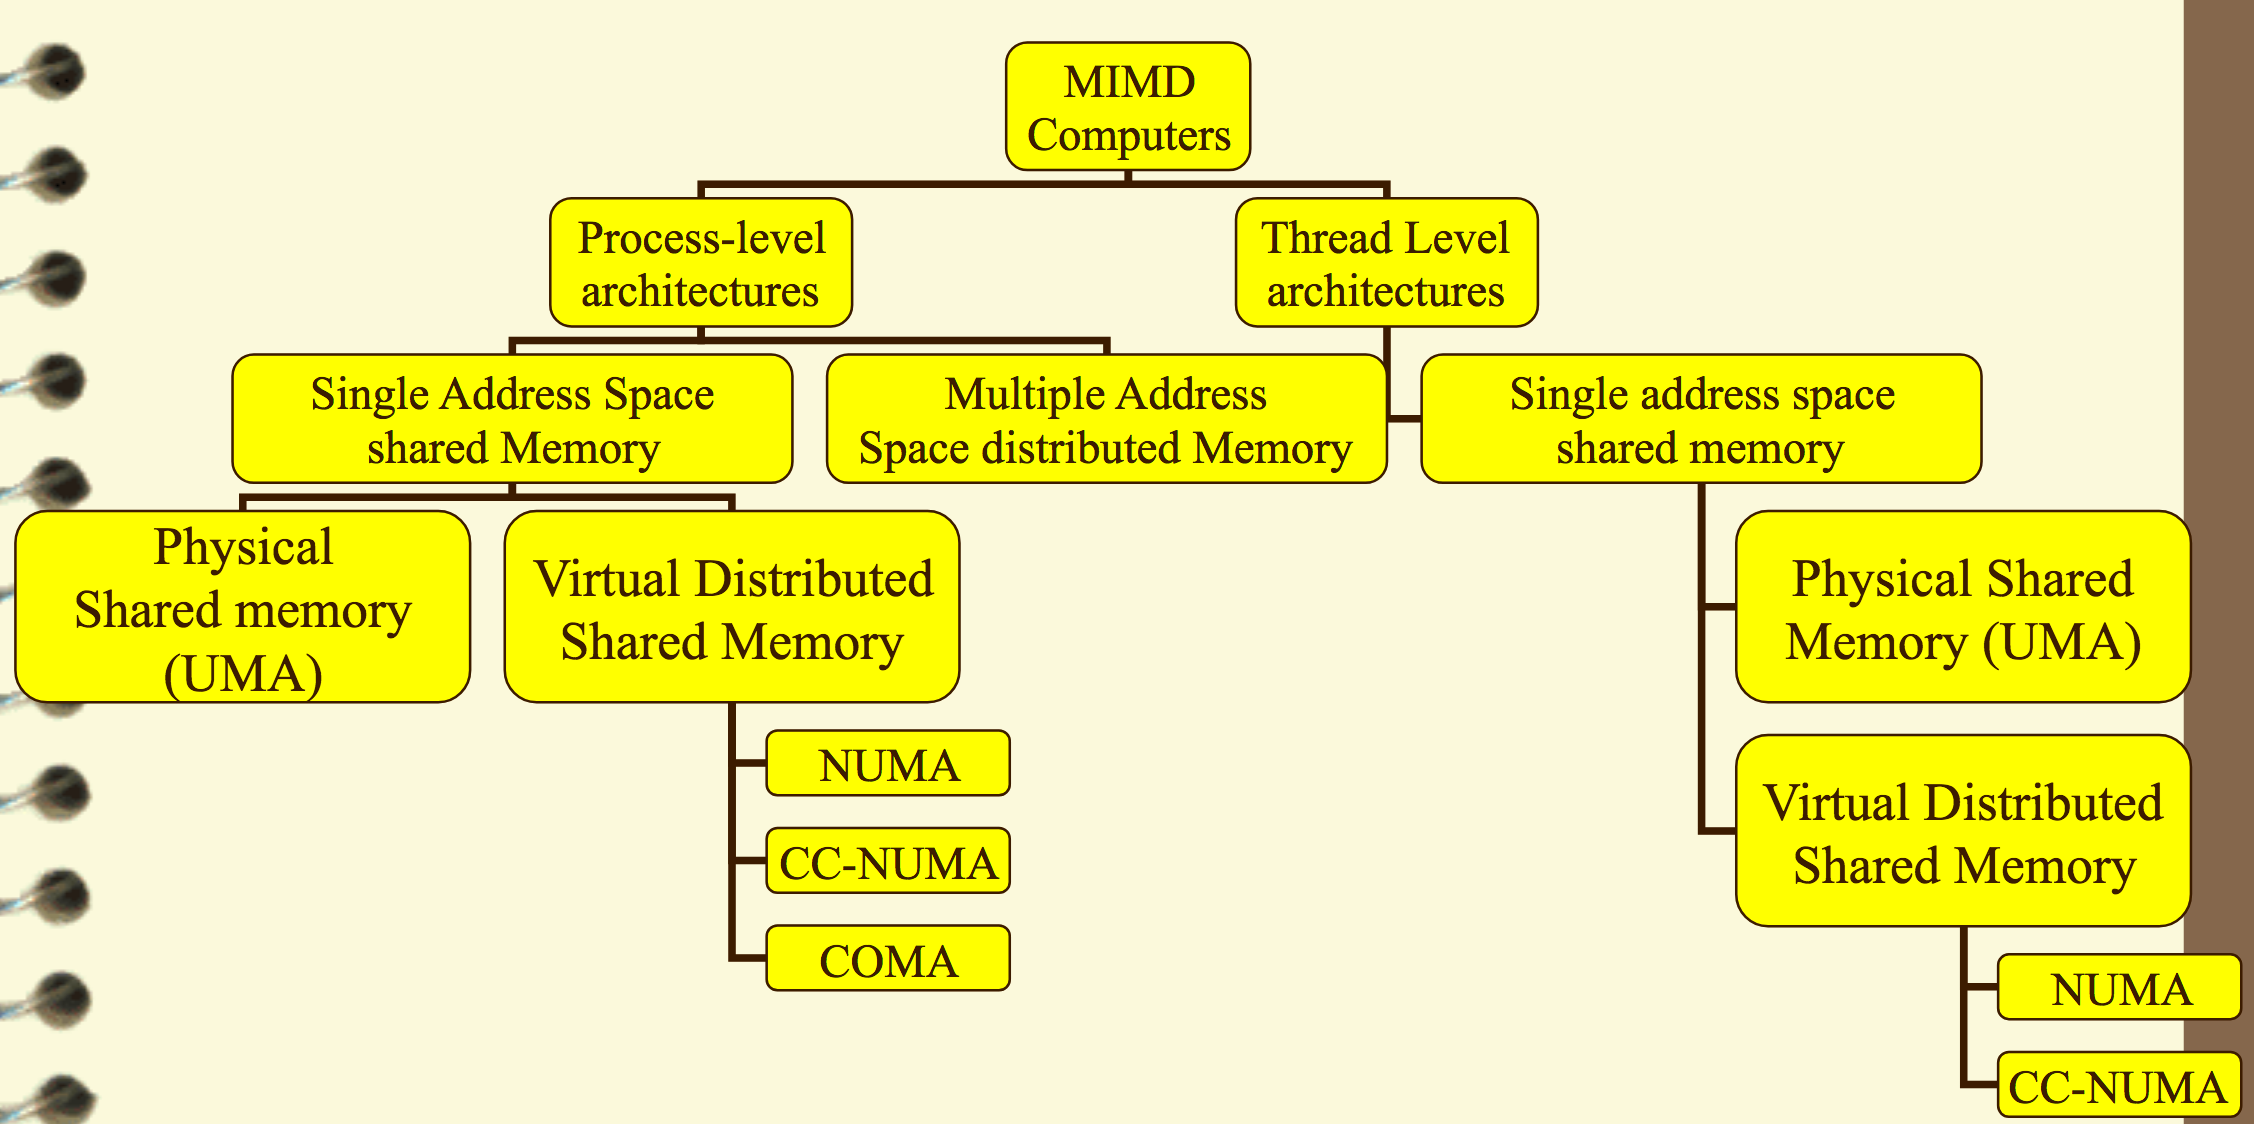 MIMD
Computers
Process-level
architectures
Thread Level
architectures
Single Address Space
shared Memory
Multiple Address
Space distributed Memory
Single address space
shared memory
Physical
Shared memory
(UMA)
Virtual Distributed
Shared Memory
Physical Shared
Memory (UMA)
NUMA
CC-NUMA
COMA
Virtual Distributed
Shared Memory
NUMA
CC-NUMA